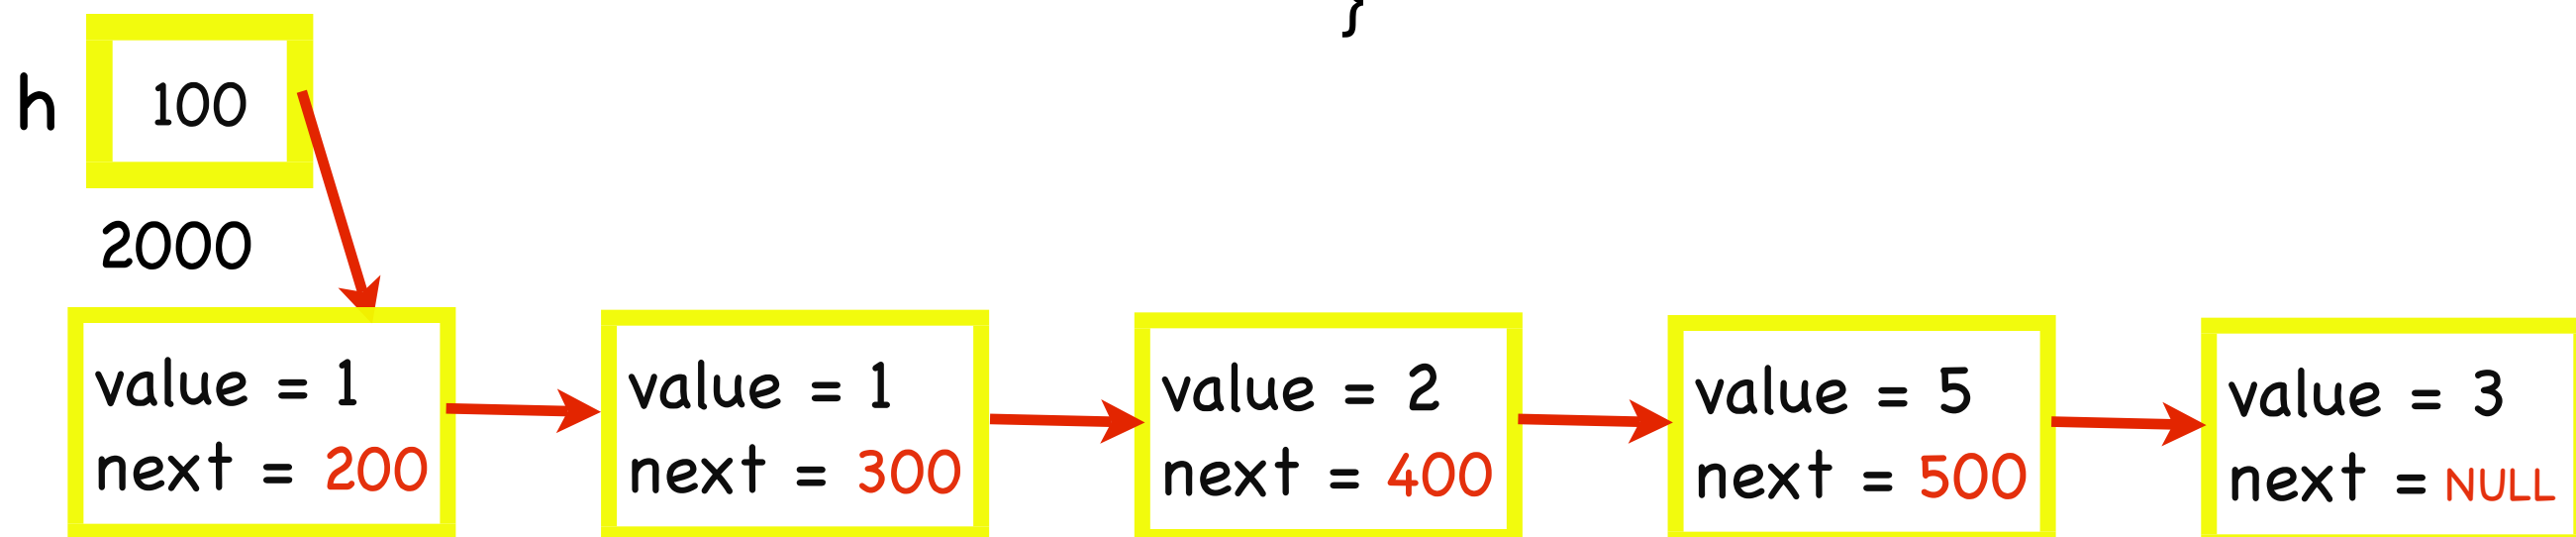 }
h
100
2000
value = 1
next = 200
value = 1
next = 300
value = 2
next = 400
value = 5
next = 500
value = 3
next = NULL